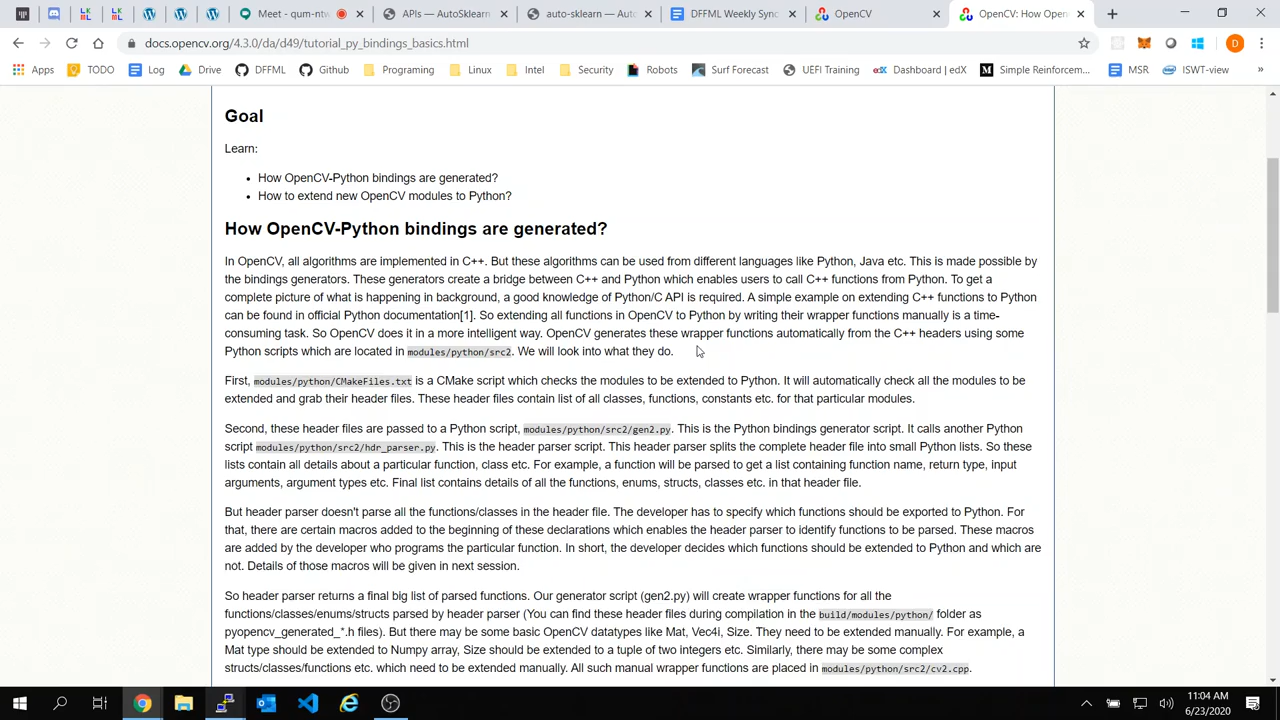 Meet - qum-ntw
APIs — AutoSklearn
auto-sklearn — Auto
DFFML Weekly Sync
OpenCV
OpenCV: How Open
docs.opencv.org/4.3.0/da/d49/tutorial_py_bindings_basics.html
D
Apps TODO Log Drive DFFML Github Programing Linux Intel Security Robots Surf Forecast UEFI Training Dashboard | edX Simple Reinforcem... MSR ISWT-view »
Goal
Learn:
• How OpenCV-Python bindings are generated?
• How to extend new OpenCV modules to Python?
How OpenCV-Python bindings are generated?
In OpenCV, all algorithms are implemented in C++. But these algorithms can be used from different languages like Python, Java etc. This is made possible by
the bindings generators. These generators create a bridge between C++ and Python which enables users to call C++ functions from Python. To get a
complete picture of what is happening in background, a good knowledge of Python/C API is required. A simple example on extending C++ functions to Python
can be found in official Python documentation[1]. So extending all functions in OpenCV to Python by writing their wrapper functions manually is a time-
consuming task. So OpenCV does it in a more intelligent way. OpenCV generates these wrapper functions automatically from the C++ headers using some
Python scripts which are located in modules/python/src2. We will look into what they do.
First, modules/python/CMakeFiles.txt is a CMake script which checks the modules to be extended to Python. It will automatically check all the modules to be
extended and grab their header files. These header files contain list of all classes, functions, constants etc. for that particular modules.
Second, these header files are passed to a Python script, modules/python/src2/gen2.py. This is the Python bindings generator script. It calls another Python
script modules/python/src2/hdr_parser.py. This is the header parser script. This header parser splits the complete header file into small Python lists. So these
lists contain all details about a particular function, class etc. For example, a function will be parsed to get a list containing function name, return type, input
arguments, argument types etc. Final list contains details of all the functions, enums, structs, classes etc. in that header file.
But header parser doesn't parse all the functions/classes in the header file. The developer has to specify which functions should be exported to Python. For
that, there are certain macros added to the beginning of these declarations which enables the header parser to identify functions to be parsed. These macros
are added by the developer who programs the particular function. In short, the developer decides which functions should be extended to Python and which are
not. Details of those macros will be given in next session.
So header parser returns a final big list of parsed functions. Our generator script (gen2.py) will create wrapper functions for all the
functions/classes/enums/structs parsed by header parser (You can find these header files during compilation in the build/modules/python/ folder as
pyopencv_generated_*.h files). But there may be some basic OpenCV datatypes like Mat, Vec4i, Size. They need to be extended manually. For example, a
Mat type should be extended to Numpy array, Size should be extended to a tuple of two integers etc. Similarly, there may be some complex
structs/classes/functions etc. which need to be extended manually. All such manual wrapper functions are placed in modules/python/src2/cv2.cpp.
11:04 AM
6/23/2020